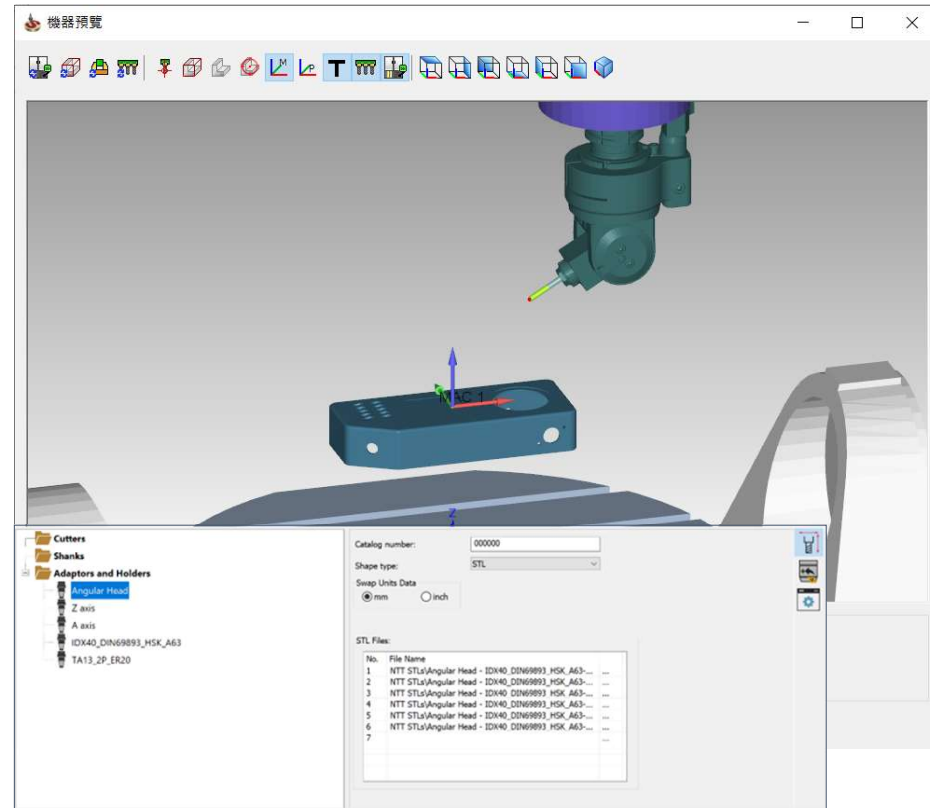 機器預覽
MAC 1
Z
Cutters
Shanks
Adaptors and Holders
Angular Head
Z axis
A axis
IDX40_DIN69893_HSK_A63
TA13_2P_ER20
Catalog number: 000000
Shape type: STL
Swap Units Data
mm inch
STL Files:
No. File Name
1 NTT STLs\Angular Head - IDX40_DIN69893_HSK_A63-... ...
2 NTT STLs\Angular Head - IDX40_DIN69893_HSK_A63-... ...
3 NTT STLs\Angular Head - IDX40_DIN69893_HSK_A63-... ...
4 NTT STLs\Angular Head - IDX40_DIN69893_HSK_A63-... ...
5 NTT STLs\Angular Head - IDX40_DIN69893_HSK_A63-... ...
6 NTT STLs\Angular Head - IDX40_DIN69893_HSK_A63-... ...
7 ...